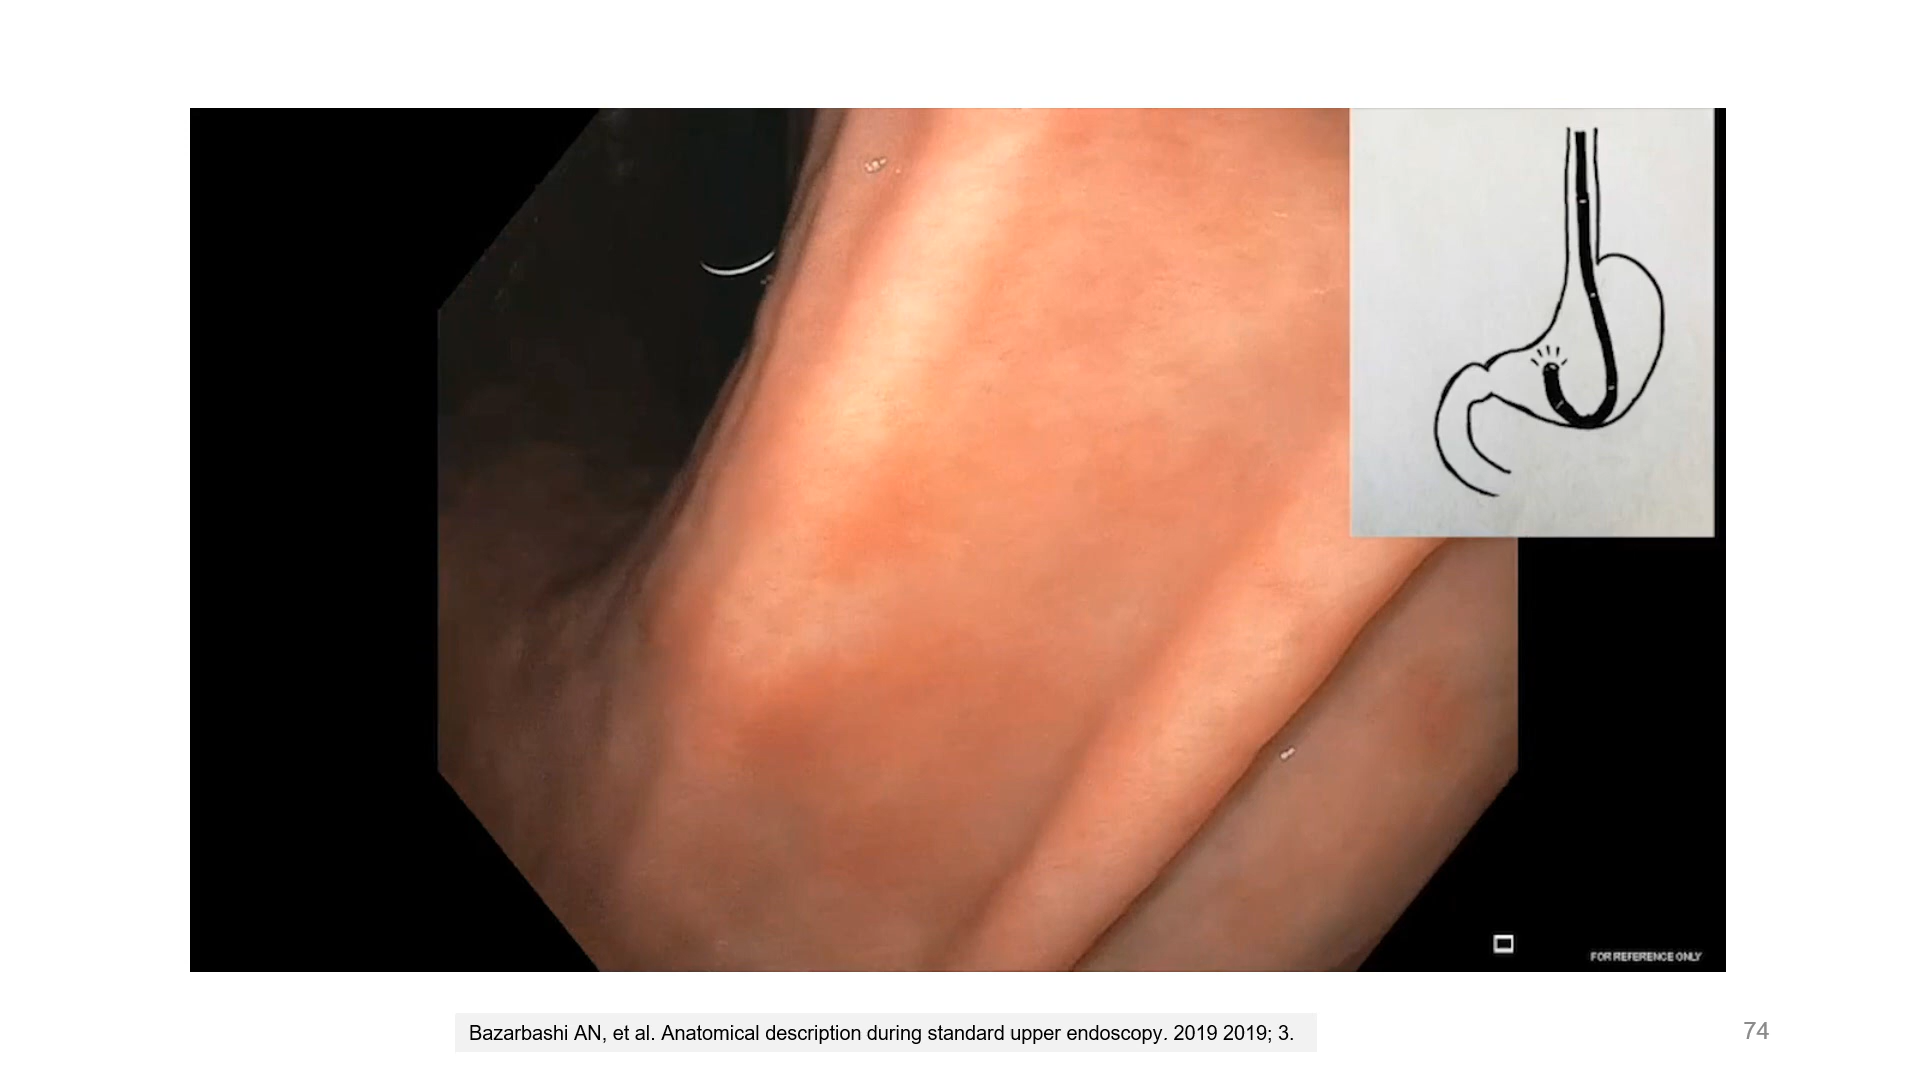 FOR REFERENCE ONLY
Bazarbashi AN, et al. Anatomical description during standard upper endoscopy. 2019 2019; 3.
74